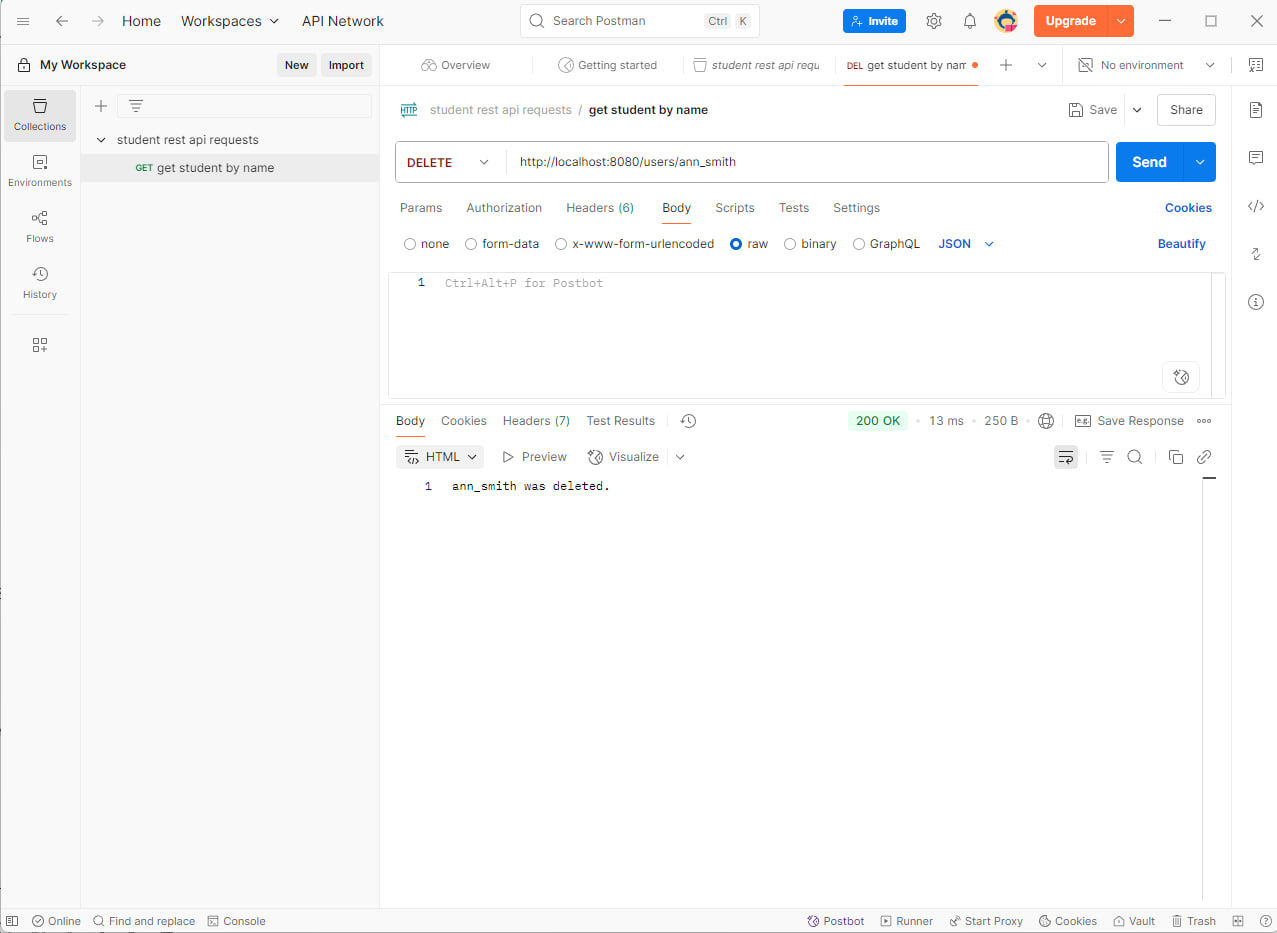 Home Workspaces API Network Search Postman Ctrl K Invite Upgrade
My Workspace New Import Overview Getting started student rest api requ DEL get student by nam No environment
Collections
Environments
Flows
History
student rest api requests
GET get student by name
student rest api requests / get student by name Save Share
DELETE http://localhost:8080/users/ann_smith Send
Params Authorization Headers (6) Body Scripts Tests Settings Cookies
none form-data x-www-form-urlencoded raw binary GraphQL JSON Beautify
1 Ctrl+Alt+P for Postbot
Body Cookies Headers (7) Test Results 200 OK • 13 ms • 250 B • e.g. Save Response
HTML Preview Visualize
1 ann_smith was deleted.
Online Find and replace Console Postbot Runner Start Proxy Cookies Vault Trash